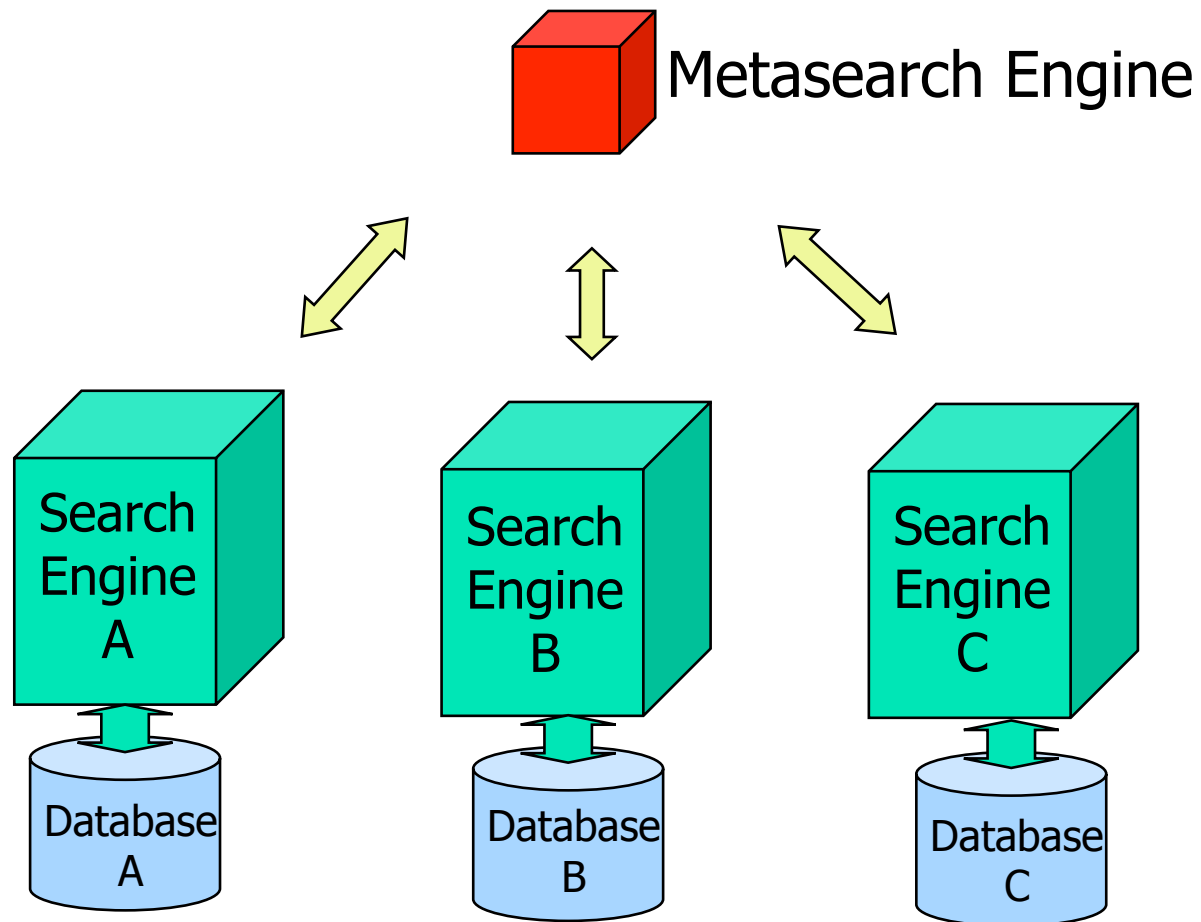 Metasearch Engine
Search
Engine
A
Search
Engine
B
Search
Engine
C
Database
A
Database
B
Database
C